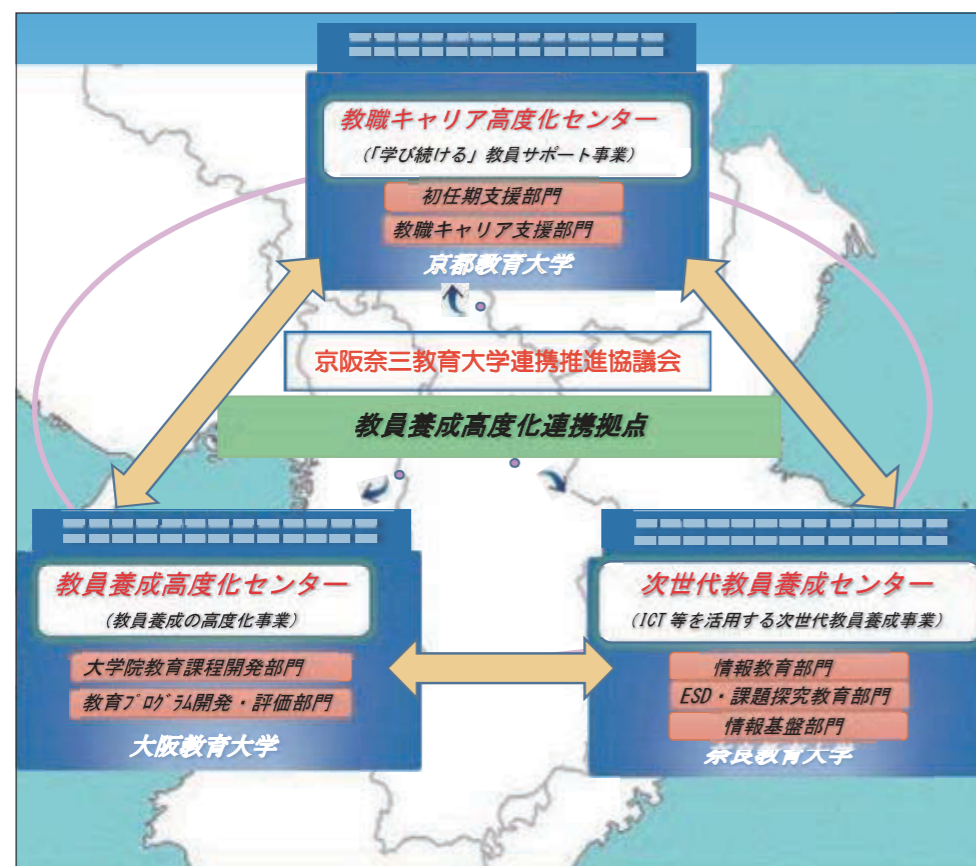 教職キャリア高度化センター
(「学び続ける」教員サポート事業)
初任期支援部門
教職キャリア支援部門
京都教育大学
京阪奈三教育大学連携推進協議会
教員養成高度化連携拠点
教員養成高度化センター
(教員養成の高度化事業)
大学院教育課程開発部門
教育プログラム開発・評価部門
大阪教育大学
次世代教員養成センター
(ICT等を活用する次世代教員養成事業)
情報教育部門
ESD・課題探究教育部門
情報基盤部門
奈良教育大学